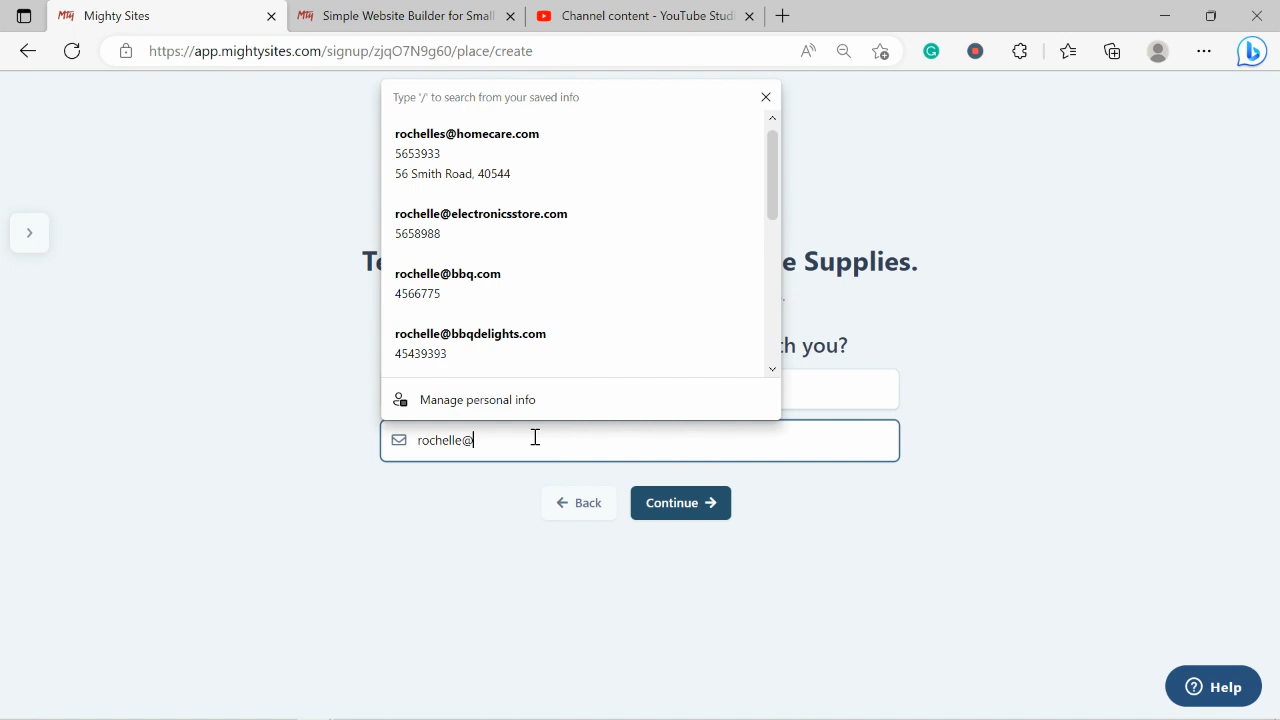 Mighty Sites
Simple Website Builder for Small
Channel content - YouTube Studi
https://app.mightysites.com/signup/zjqO7N9g60/place/create
Type '/' to search from your saved info
rochelles@homecare.com
5653933
56 Smith Road, 40544
rochelle@electronicsstore.com
5658988
rochelle@bbq.com
4566775
rochelle@bbqdelights.com
45439393
Manage personal info
e Supplies.
th you?
rochelle@
Back
Continue
Help